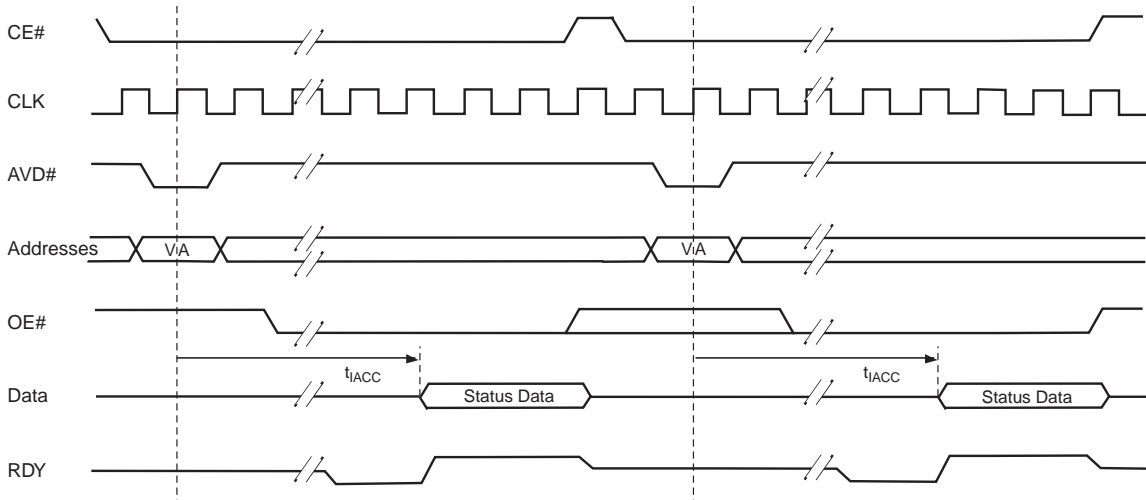 CE#
CLK
AVD#
Addresses VA VA
OE#
tIACC tIACC
Data Status Data Status Data
RDY